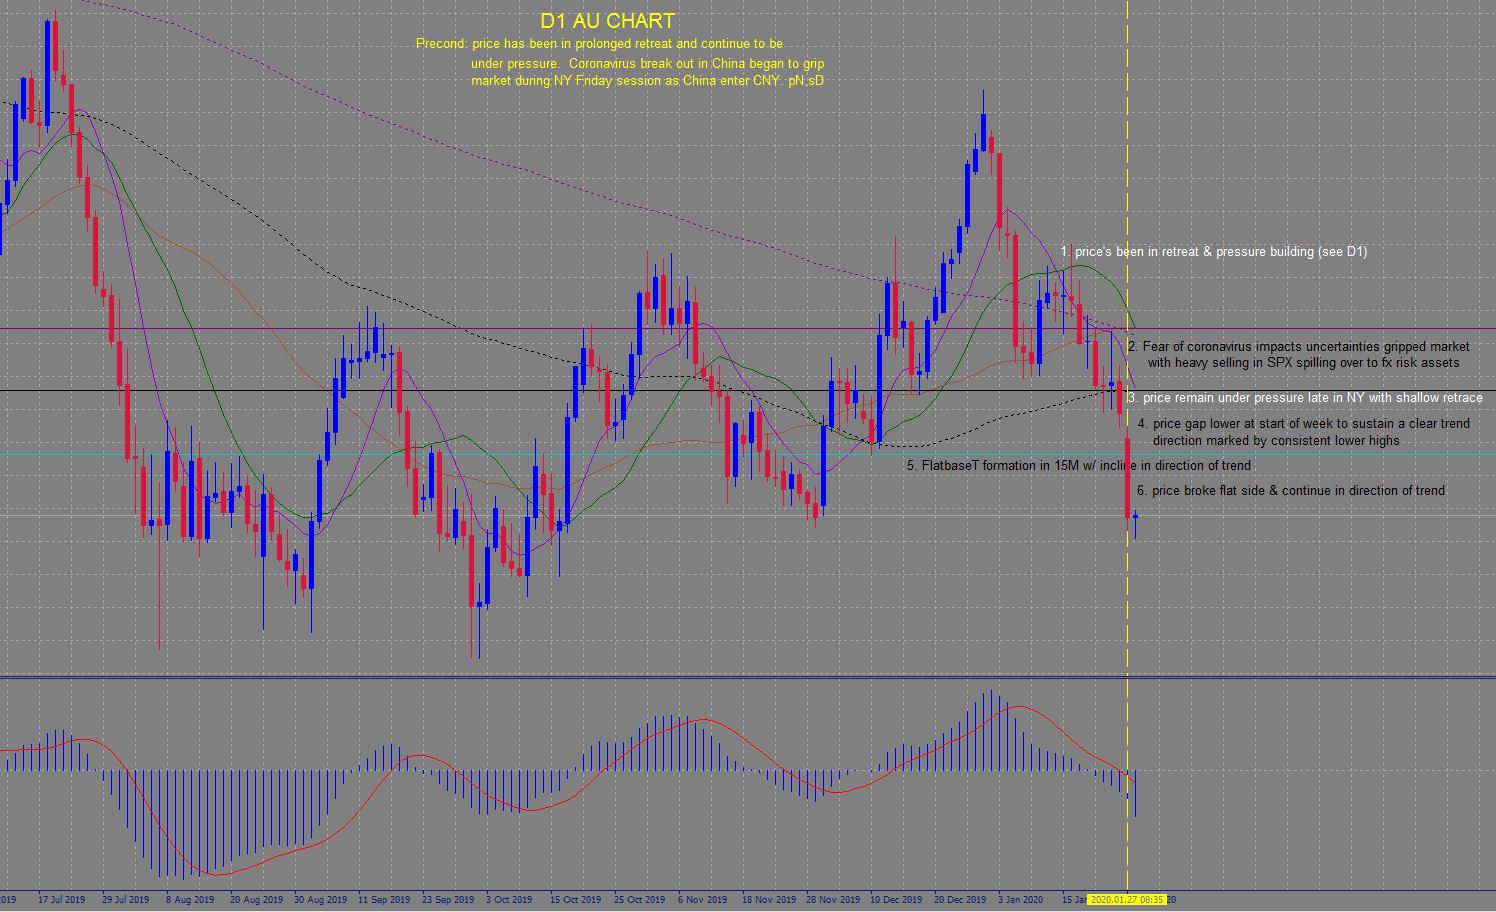 D1 AU CHART
Precond: price has been in prolonged retreat and continue to be
under pressure. Coronavirus break out in China began to grip
market during NY Friday session as China enter CNY. pN,sD
1. price's been in retreat & pressure building (see D1)
2. Fear of coronavirus impacts uncertainties gripped market
with heavy selling in SPX spilling over to fx risk assets
3. price remain under pressure late in NY with shallow retrace
4. price gap lower at start of week to sustain a clear trend
direction marked by consistent lower highs
5. FlatbaseT formation in 15M w/ incline in direction of trend
6. price broke flat side & continue in direction of trend
2019 17 Jul 2019 29 Jul 2019 8 Aug 2019 20 Aug 2019 30 Aug 2019 11 Sep 2019 23 Sep 2019 3 Oct 2019 15 Oct 2019 25 Oct 2019 6 Nov 2019 18 Nov 2019 28 Nov 2019 10 Dec 2019 20 Dec 2019 3 Jan 2020 15 Jan 2020.01.27 08:35 20